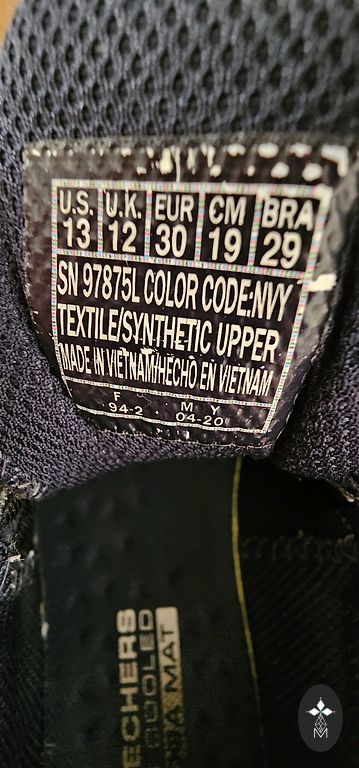 U.S. U.K. EUR CM BRA
13 12 30 19 29
SN 97875L COLOR CODE:NVY
TEXTILE/SYNTHETIC UPPER
MADE IN VIETNAM/HECHO EN VIETNAM
F M Y
94-2 04-20
ECHERS
COOLED
MAT
M